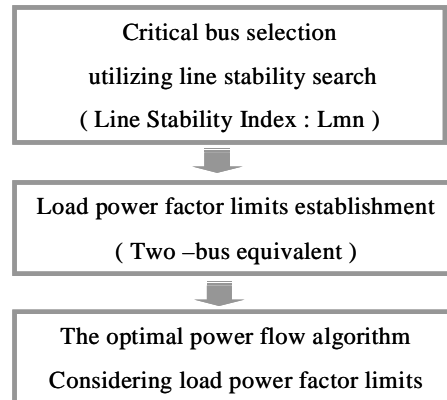 Critical bus selection
utilizing line stability search
( Line Stability Index : Lmn )
Load power factor limits establishment
( Two –bus equivalent )
The optimal power flow algorithm
Considering load power factor limits